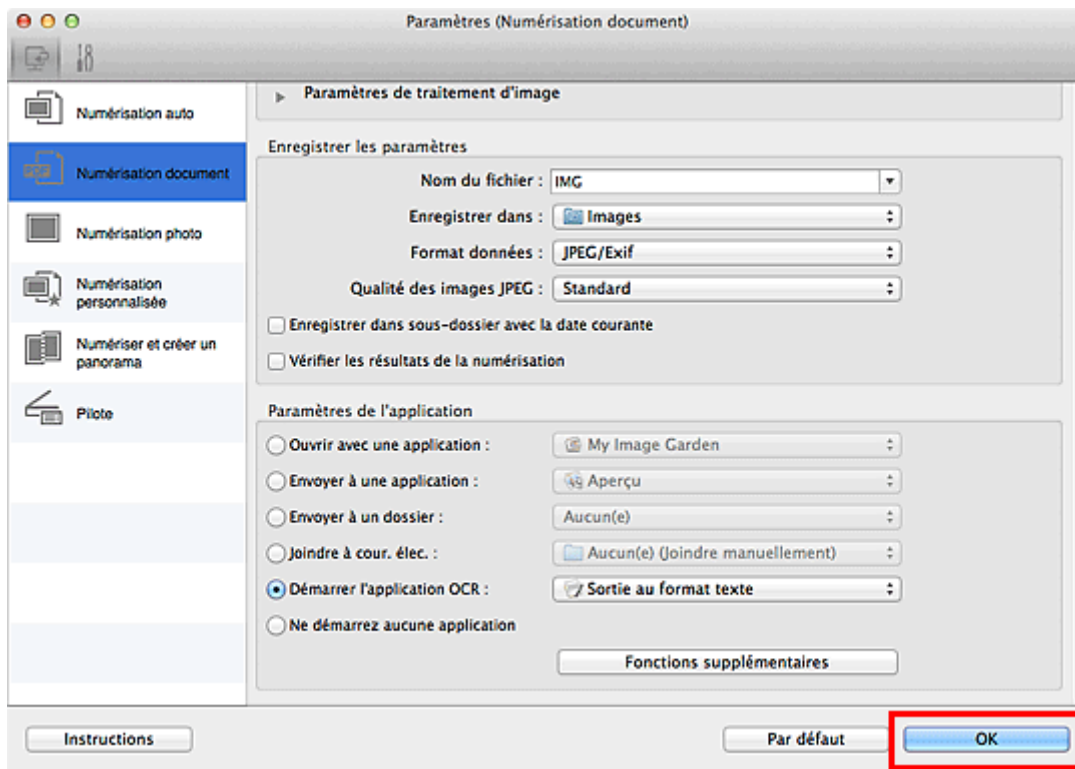 Paramètres (Numérisation document)
Numérisation auto
PDF
Numérisation document
Numérisation photo
Numérisation
personnalisée
Numériser et créer un
panorama
Pilote
Paramètres de traitement d'image
Enregistrer les paramètres
Nom du fichier : IMG
Enregistrer dans : Images
Format données : JPEG/Exif
Qualité des images JPEG : Standard
Enregistrer dans sous-dossier avec la date courante
Vérifier les résultats de la numérisation
Paramètres de l'application
Ouvrir avec une application : My Image Garden
Envoyer à une application : Aperçu
Envoyer à un dossier : Aucun(e)
Joindre à cour. élec. : Aucun(e) (Joindre manuellement)
Démarrer l'application OCR : Sortie au format texte
Ne démarrez aucune application
Fonctions supplémentaires
Instructions
Par défaut
OK